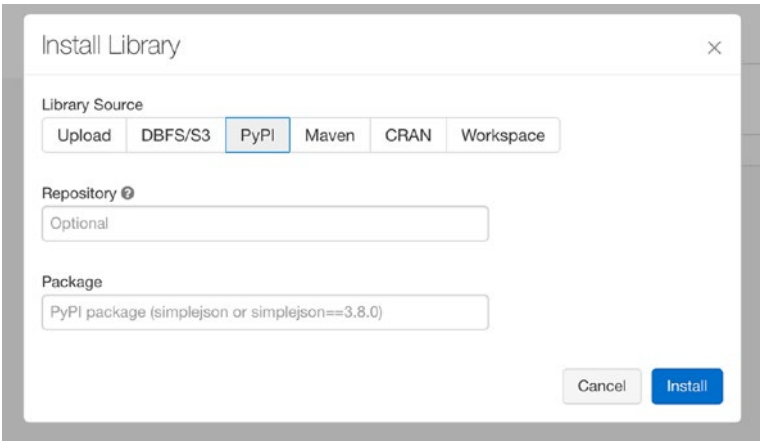 Install Library
Library Source
Upload DBFS/S3 PyPI Maven CRAN Workspace
Repository
Optional
Package
PyPI package (simplejson or simplejson==3.8.0)
Cancel Install